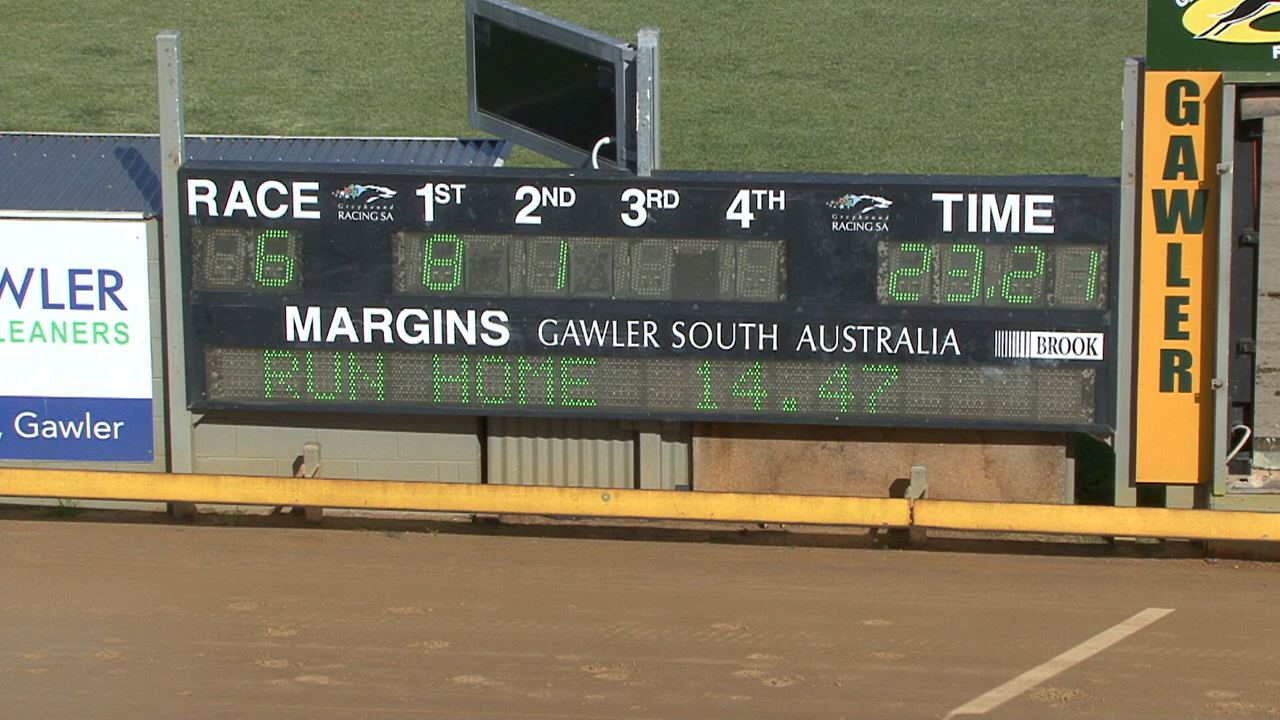 RACE Greyhound RACING SA 1ST 2ND 3RD 4TH Greyhound RACING SA TIME
6 8 1 23.21
MARGINS GAWLER SOUTH AUSTRALIA BROOK
RUN HOME 14.47
GAWLER
WLER
LEANERS
, Gawler